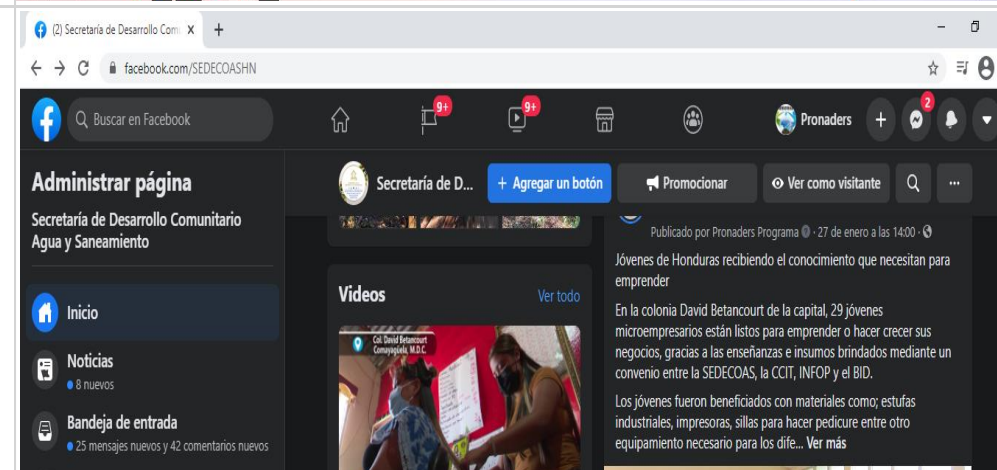 (2) Secretaría de Desarrollo Com
facebook.com/SEDECOASHN
Buscar en Facebook
9+
9+
Pronaders
2
Administrar página
Secretaría de Desarrollo Comunitario
Agua y Saneamiento
Inicio
Noticias
8 nuevos
Bandeja de entrada
25 mensajes nuevos y 42 comentarios nuevos
Secretaría de D...
+ Agregar un botón
Promocionar
Ver como visitante
Videos
Ver todo
Col. David Betancourt
Comayagüela, M.D.C.
Publicado por Pronaders Programa · 27 de enero a las 14:00 ·
Jóvenes de Honduras recibiendo el conocimiento que necesitan para
emprender
En la colonia David Betancourt de la capital, 29 jóvenes
microempresarios están listos para emprender o hacer crecer sus
negocios, gracias a las enseñanzas e insumos brindados mediante un
convenio entre la SEDECOAS, la CCIT, INFOP y el BID.
Los jóvenes fueron beneficiados con materiales como; estufas
industriales, impresoras, sillas para hacer pedicure entre otro
equipamiento necesario para los dife... Ver más